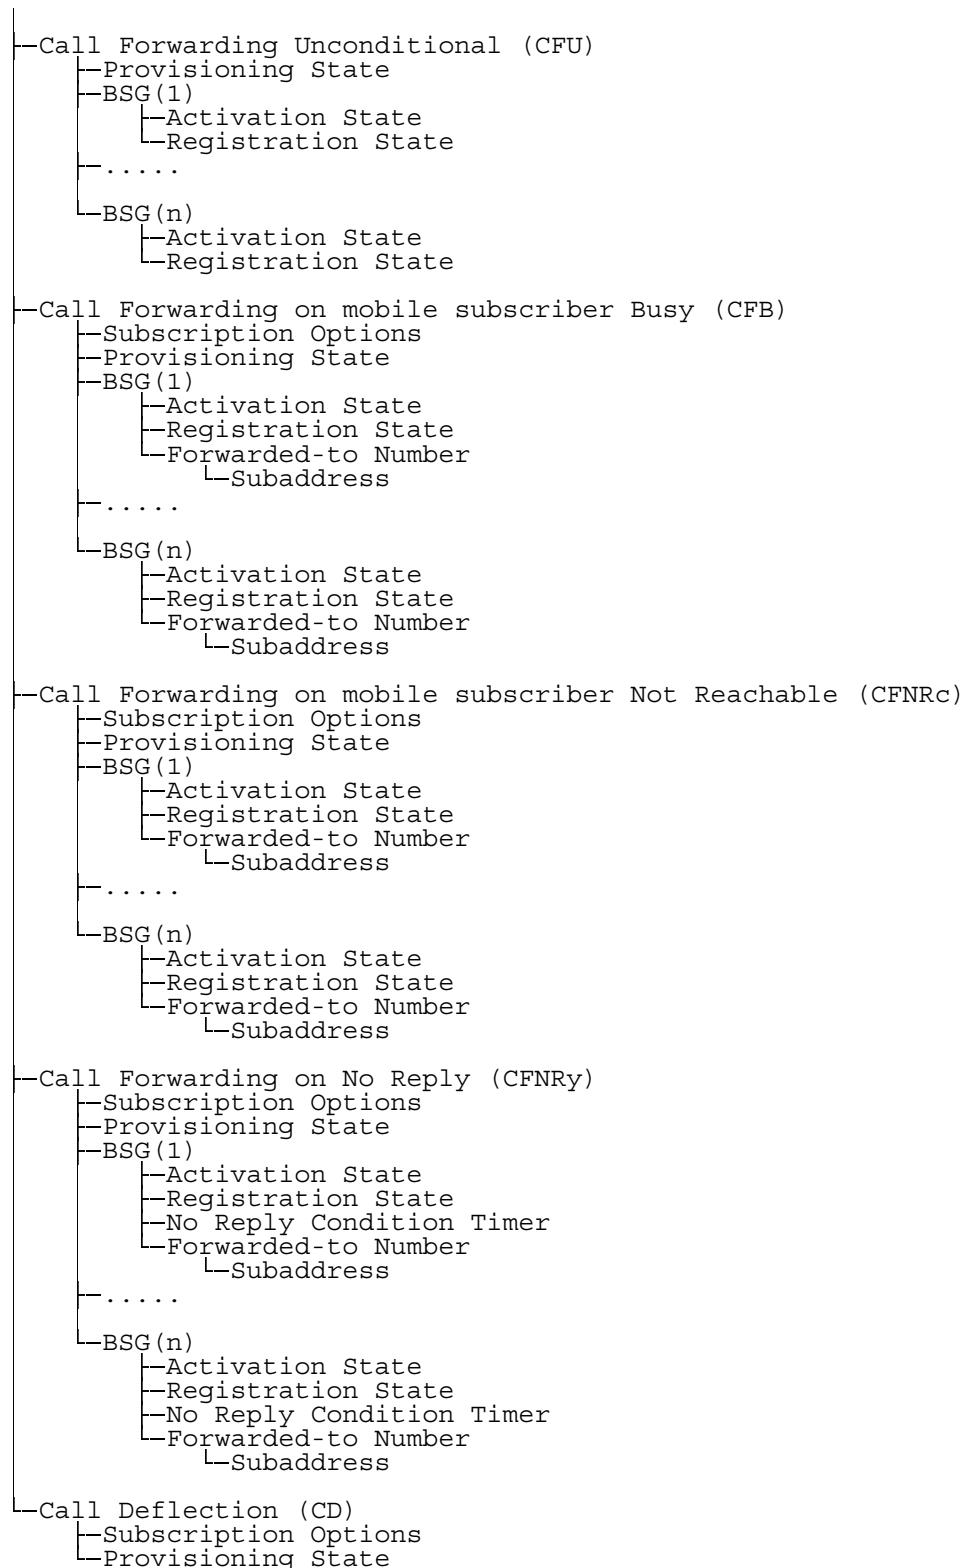 Call Forwarding Unconditional (CFU)
Provisioning State
BSG(1)
Activation State
Registration State
.....
BSG(n)
Activation State
Registration State
Call Forwarding on mobile subscriber Busy (CFB)
Subscription Options
Provisioning State
BSG(1)
Activation State
Registration State
Forwarded-to Number
Subaddress
.....
BSG(n)
Activation State
Registration State
Forwarded-to Number
Subaddress
Call Forwarding on mobile subscriber Not Reachable (CFNRc)
Subscription Options
Provisioning State
BSG(1)
Activation State
Registration State
Forwarded-to Number
Subaddress
.....
BSG(n)
Activation State
Registration State
Forwarded-to Number
Subaddress
Call Forwarding on No Reply (CFNRy)
Subscription Options
Provisioning State
BSG(1)
Activation State
Registration State
No Reply Condition Timer
Forwarded-to Number
Subaddress
.....
BSG(n)
Activation State
Registration State
No Reply Condition Timer
Forwarded-to Number
Subaddress
Call Deflection (CD)
Subscription Options
Provisioning State